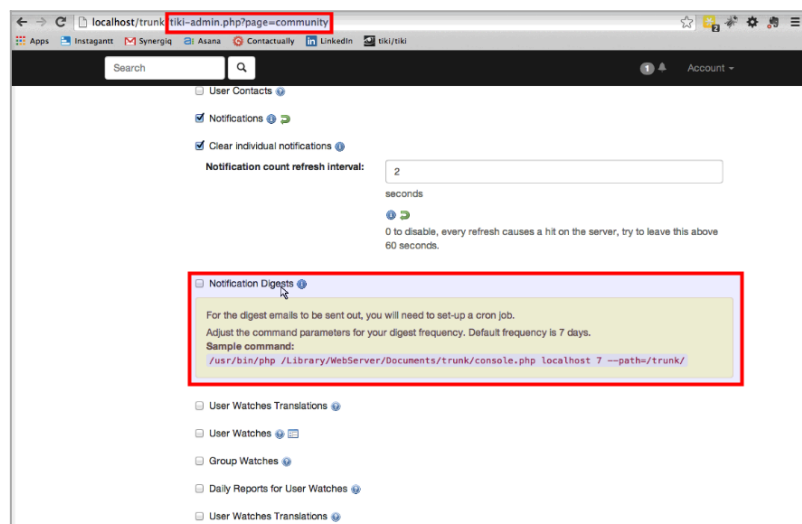 localhost/trunk/tiki-admin.php?page=community
2
Apps Instagantt Synergiq Asana Contactually LinkedIn tiki/tiki
Search
1 Account
User Contacts
Notifications
Clear individual notifications
Notification count refresh interval:
2
seconds
0 to disable, every refresh causes a hit on the server, try to leave this above
60 seconds.
Notification Digests
For the digest emails to be sent out, you will need to set-up a cron job.
Adjust the command parameters for your digest frequency. Default frequency is 7 days.
Sample command:
/usr/bin/php /Library/WebServer/Documents/trunk/console.php localhost 7 --path=/trunk/
User Watches Translations
User Watches
Group Watches
Daily Reports for User Watches
User Watches Translations